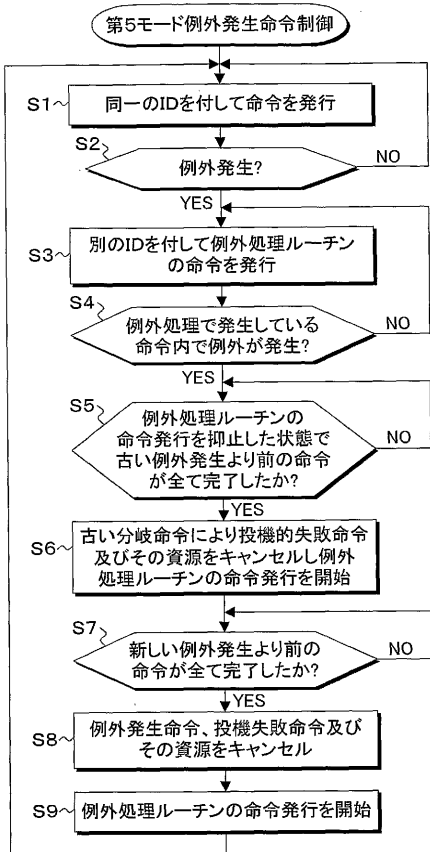 第5モード例外発生命令制御
S1
同一のIDを付して命令を発行
S2
例外発生?
NO
YES
S3
別のIDを付して例外処理ルーチン
の命令を発行
S4
例外処理で発生している
命令内で例外が発生?
NO
YES
S5
例外処理ルーチンの
命令発行を抑止した状態で
古い例外発生より前の命令
が全て完了したか?
NO
YES
S6
古い分岐命令により投機的失敗命令
及びその資源をキャンセルし例外
処理ルーチンの命令発行を開始
S7
新しい例外発生より前の
命令が全て完了したか?
NO
YES
S8
例外発生命令、投機失敗命令及び
その資源をキャンセル
S9
例外処理ルーチンの命令発行を開始